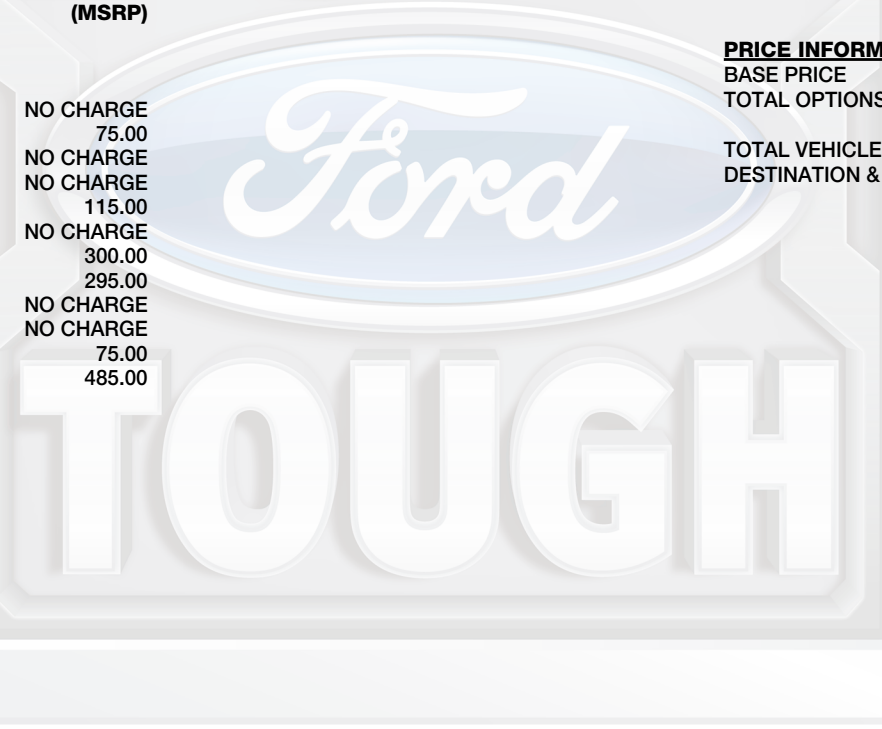 (MSRP)
NO CHARGE
75.00
NO CHARGE
NO CHARGE
115.00
NO CHARGE
300.00
295.00
NO CHARGE
NO CHARGE
75.00
485.00
PRICE INFORM
BASE PRICE
TOTAL OPTIONS
TOTAL VEHICLE
DESTINATION &
Ford
TOUGH